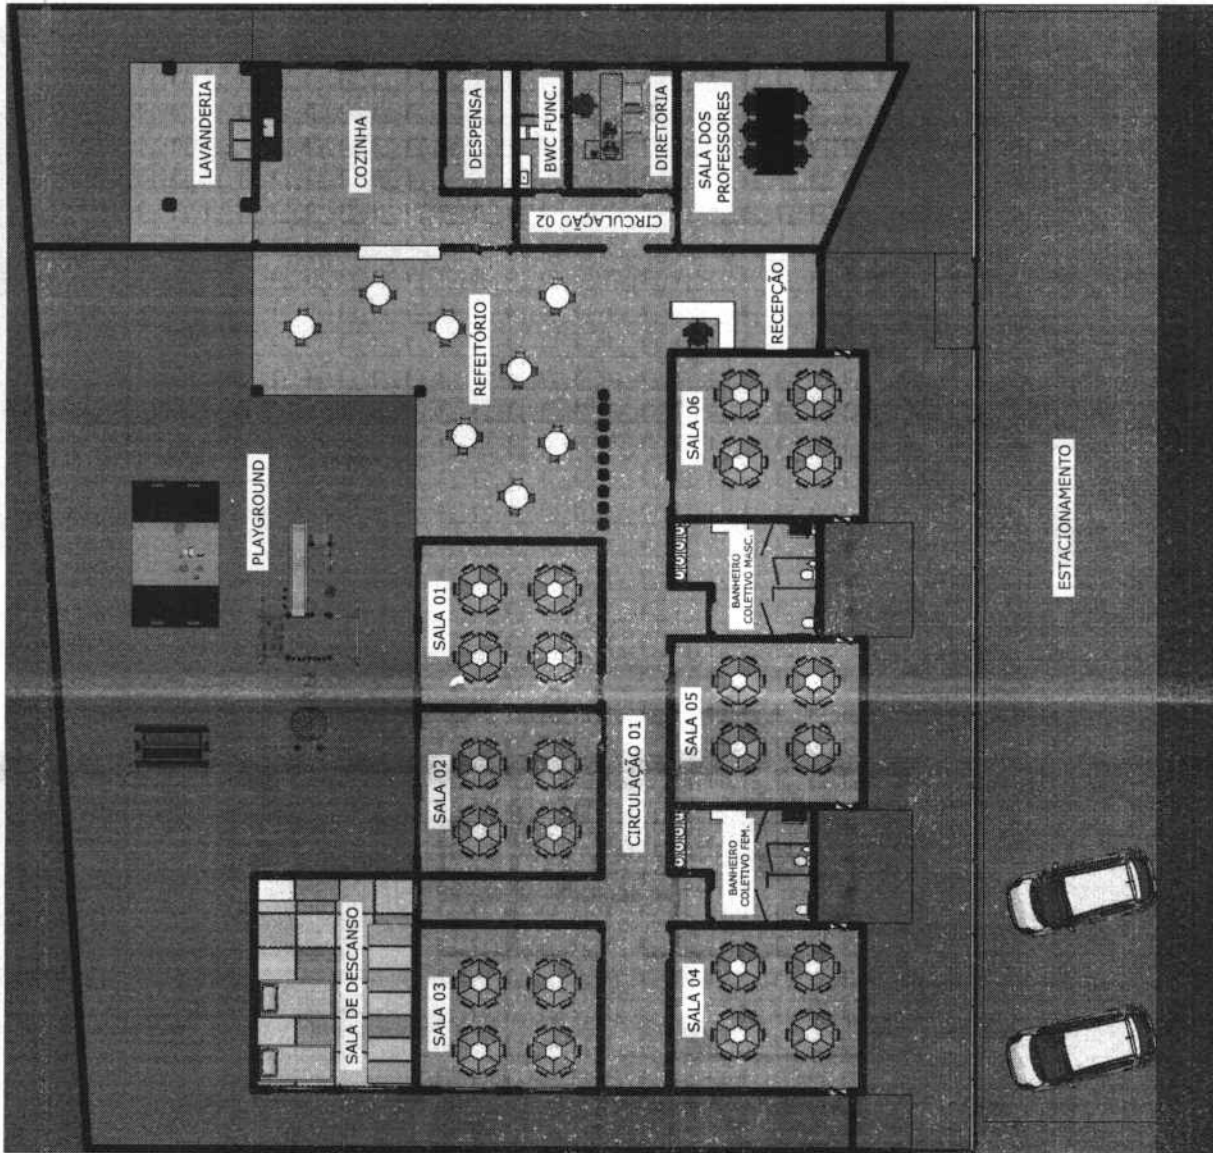 LAVANDERIA
COZINHA
DESPENSA
BWC FUNC.
DIRETORIA
SALA DOS
PROFESSORES
CIRCULAÇÃO 02
REFEITÓRIO
RECEPÇÃO
PLAYGROUND
SALA 06
ESTACIONAMENTO
BANHEIRO
COLETIVO MASC.
SALA 01
SALA 05
SALA 02
CIRCULAÇÃO 01
BANHEIRO
COLETIVO FEM.
SALA DE DESCANSO
SALA 03
SALA 04